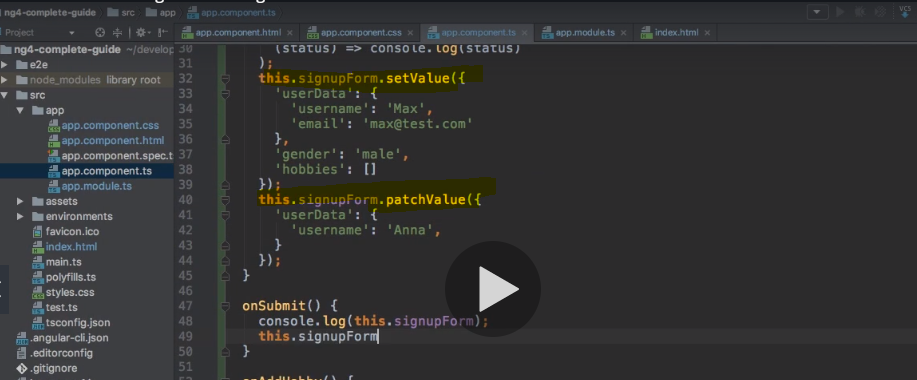 ng4-complete-guide src app app.component.ts
Project
app.component.html app.component.css app.component.ts app.module.ts index.html
VCS
ng4-complete-guide ~/develop
e2e
node_modules library root
src
app
app.component.css
app.component.html
app.component.spec.t
app.component.ts
app.module.ts
assets
environments
favicon.ico
index.html
main.ts
polyfills.ts
styles.css
test.ts
tsconfig.json
.angular-cli.json
.editorconfig
.gitignore
30 (status) => console.log(status)
31 );
32 this.signupForm.setValue({
33 'userData': {
34 'username': 'Max',
35 'email': 'max@test.com'
36 },
37 'gender': 'male',
38 'hobbies': []
39 });
40 this.signupForm.patchValue({
41 'userData': {
42 'username': 'Anna',
43 }
44 });
45 }
46
47 onSubmit() {
48 console.log(this.signupForm);
49 this.signupForm
50 }
51
onAddHobby() {